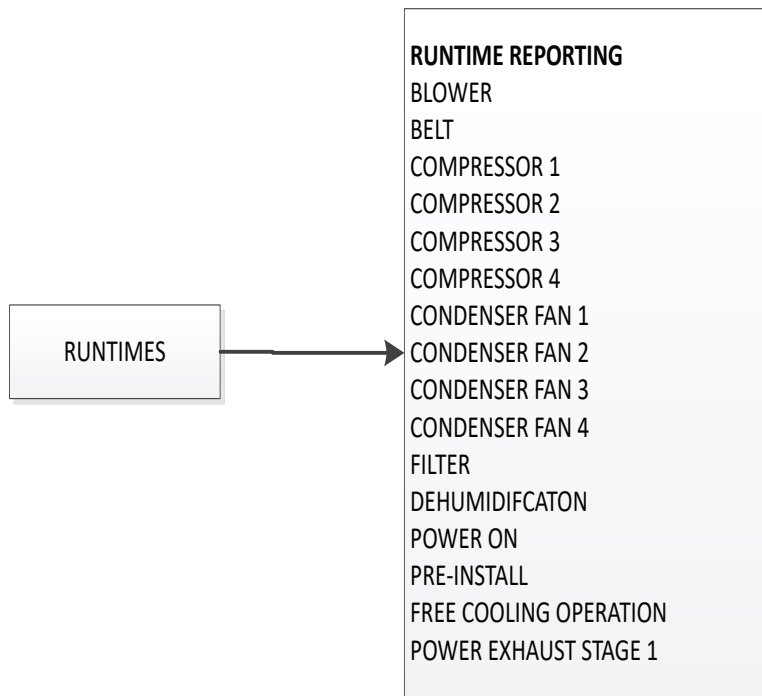 RUNTIMES
RUNTIME REPORTING
BLOWER
BELT
COMPRESSOR 1
COMPRESSOR 2
COMPRESSOR 3
COMPRESSOR 4
CONDENSER FAN 1
CONDENSER FAN 2
CONDENSER FAN 3
CONDENSER FAN 4
FILTER
DEHUMIDIFCATON
POWER ON
PRE-INSTALL
FREE COOLING OPERATION
POWER EXHAUST STAGE 1